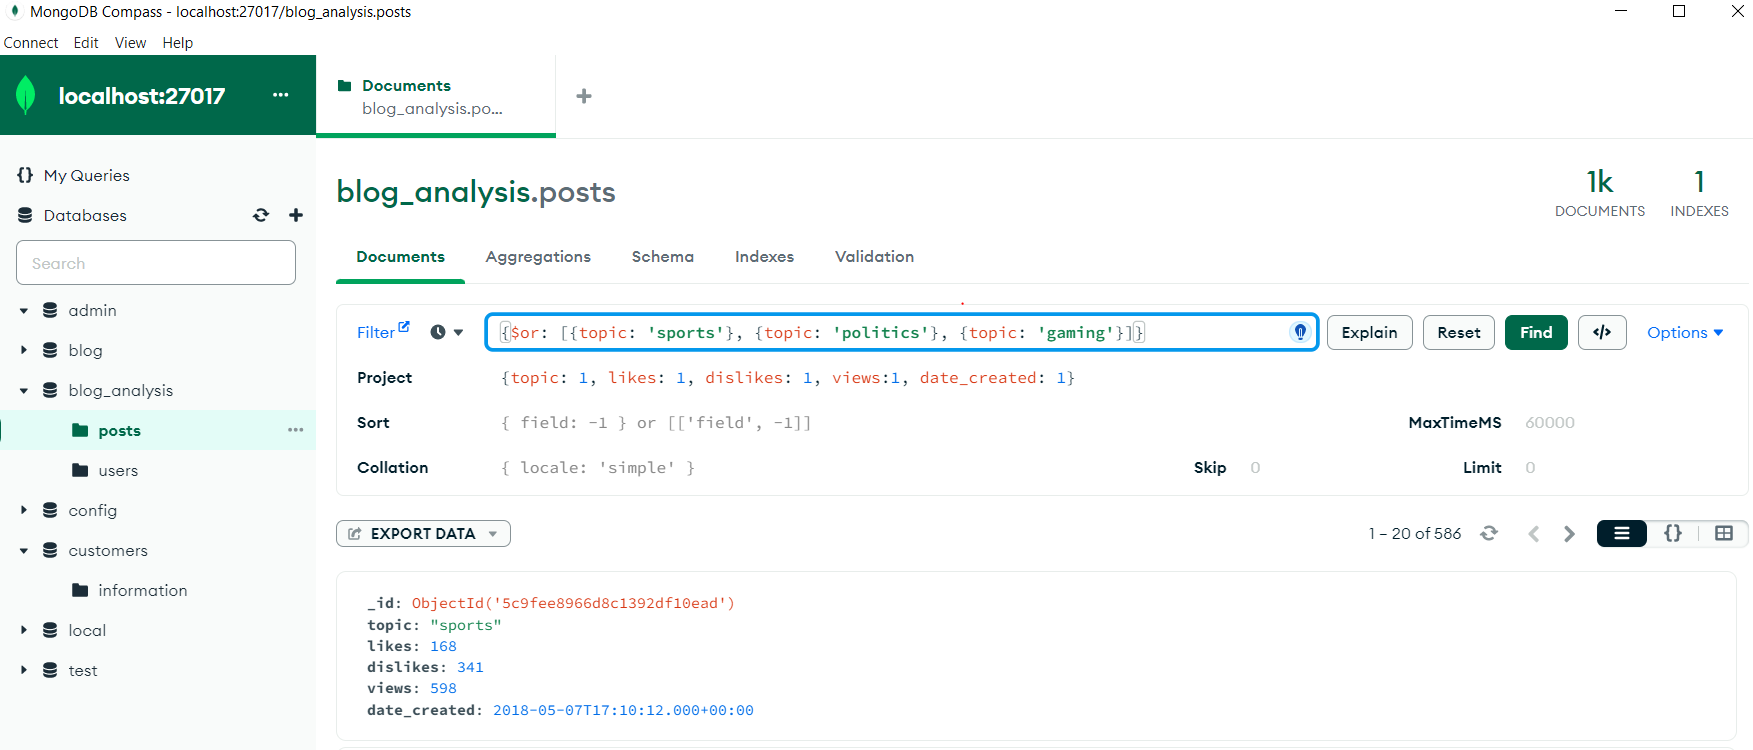 MongoDB Compass - localhost:27017/blog_analysis.posts
Connect Edit View Help
localhost:27017
Documents
blog_analysis.po...
{} My Queries
Databases
Search
admin
blog
blog_analysis
posts
users
config
customers
information
local
test
blog_analysis.posts
1k
DOCUMENTS
1
INDEXES
Documents Aggregations Schema Indexes Validation
Filter {$or: [{topic: 'sports'}, {topic: 'politics'}, {topic: 'gaming'}]} Explain Reset Find </> Options
Project {topic: 1, likes: 1, dislikes: 1, views:1, date_created: 1}
Sort { field: -1 } or [['field', -1]] MaxTimeMS 60000
Collation { locale: 'simple' } Skip 0 Limit 0
EXPORT DATA 1 – 20 of 586 {}
_id: ObjectId('5c9fee8966d8c1392df10ead')
topic: "sports"
likes: 168
dislikes: 341
views: 598
date_created: 2018-05-07T17:10:12.000+00:00